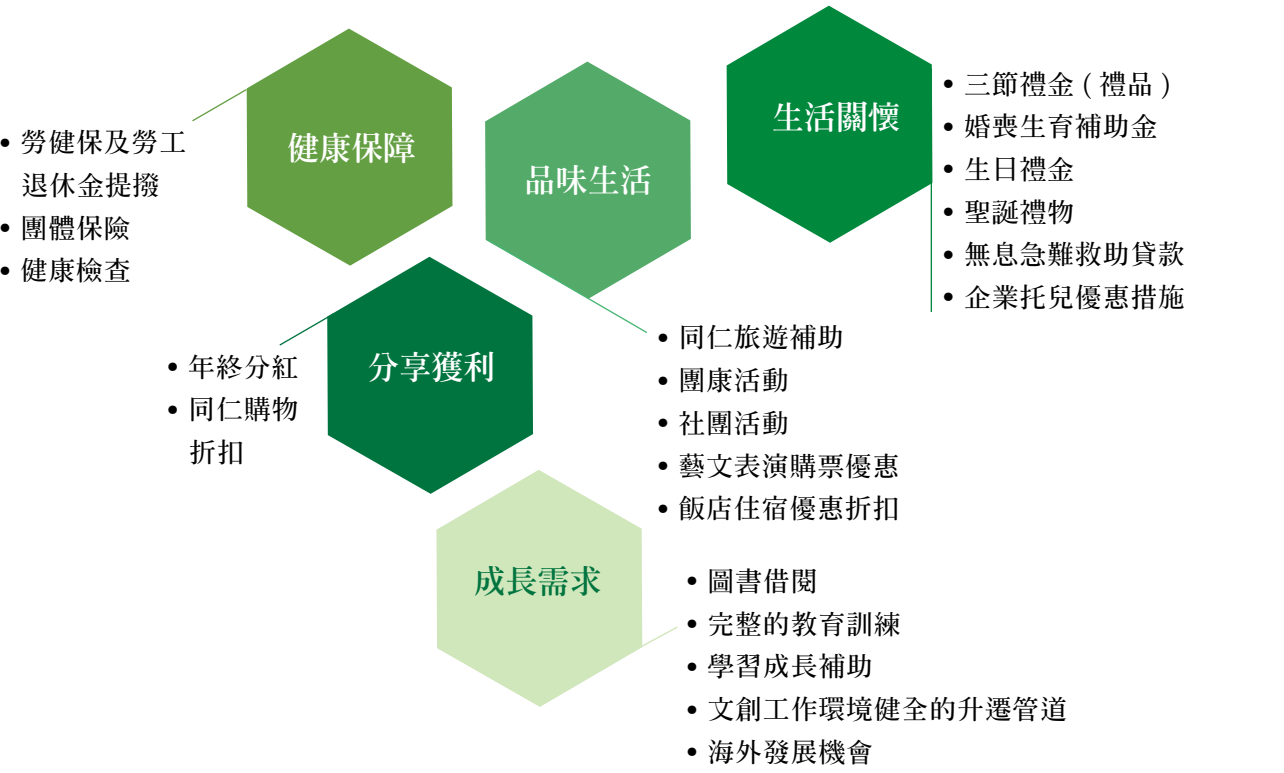 健康保障
• 勞健保及勞工
退休金提撥
• 團體保險
• 健康檢查
品味生活
• 同仁旅遊補助
• 團康活動
• 社團活動
• 藝文表演購票優惠
• 飯店住宿優惠折扣
生活關懷
• 三節禮金 ( 禮品 )
• 婚喪生育補助金
• 生日禮金
• 聖誕禮物
• 無息急難救助貸款
• 企業托兒優惠措施
分享獲利
• 年終分紅
• 同仁購物
折扣
成長需求
• 圖書借閱
• 完整的教育訓練
• 學習成長補助
• 文創工作環境健全的升遷管道
• 海外發展機會